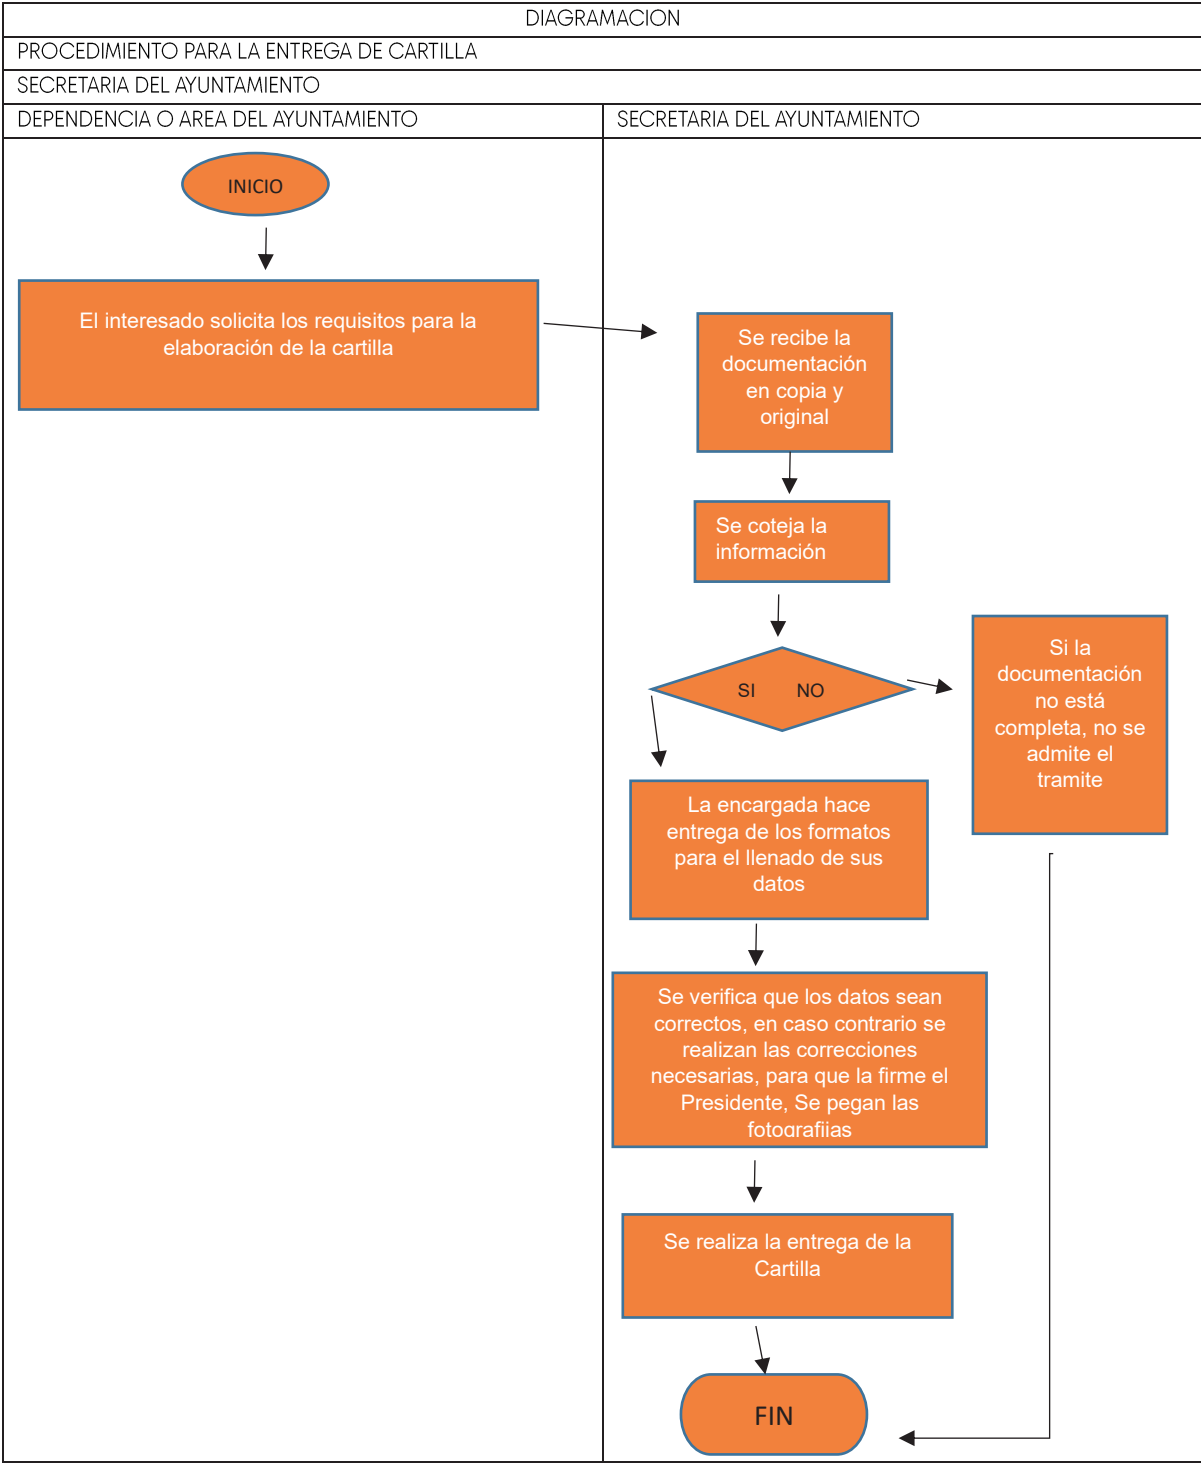 DIAGRAMACION
PROCEDIMIENTO PARA LA ENTREGA DE CARTILLA
SECRETARIA DEL AYUNTAMIENTO
DEPENDENCIA O AREA DEL AYUNTAMIENTO
SECRETARIA DEL AYUNTAMIENTO
INICIO
El interesado solicita los requisitos para la
elaboración de la cartilla
Se recibe la
documentación
en copia y
original
Se coteja la
información
SI NO
Si la
documentación
no está
completa, no se
admite el
tramite
La encargada hace
entrega de los formatos
para el llenado de sus
datos
Se verifica que los datos sean
correctos, en caso contrario se
realizan las correcciones
necesarias, para que la firme el
Presidente, Se pegan las
fotografiias
Se realiza la entrega de la
Cartilla
FIN